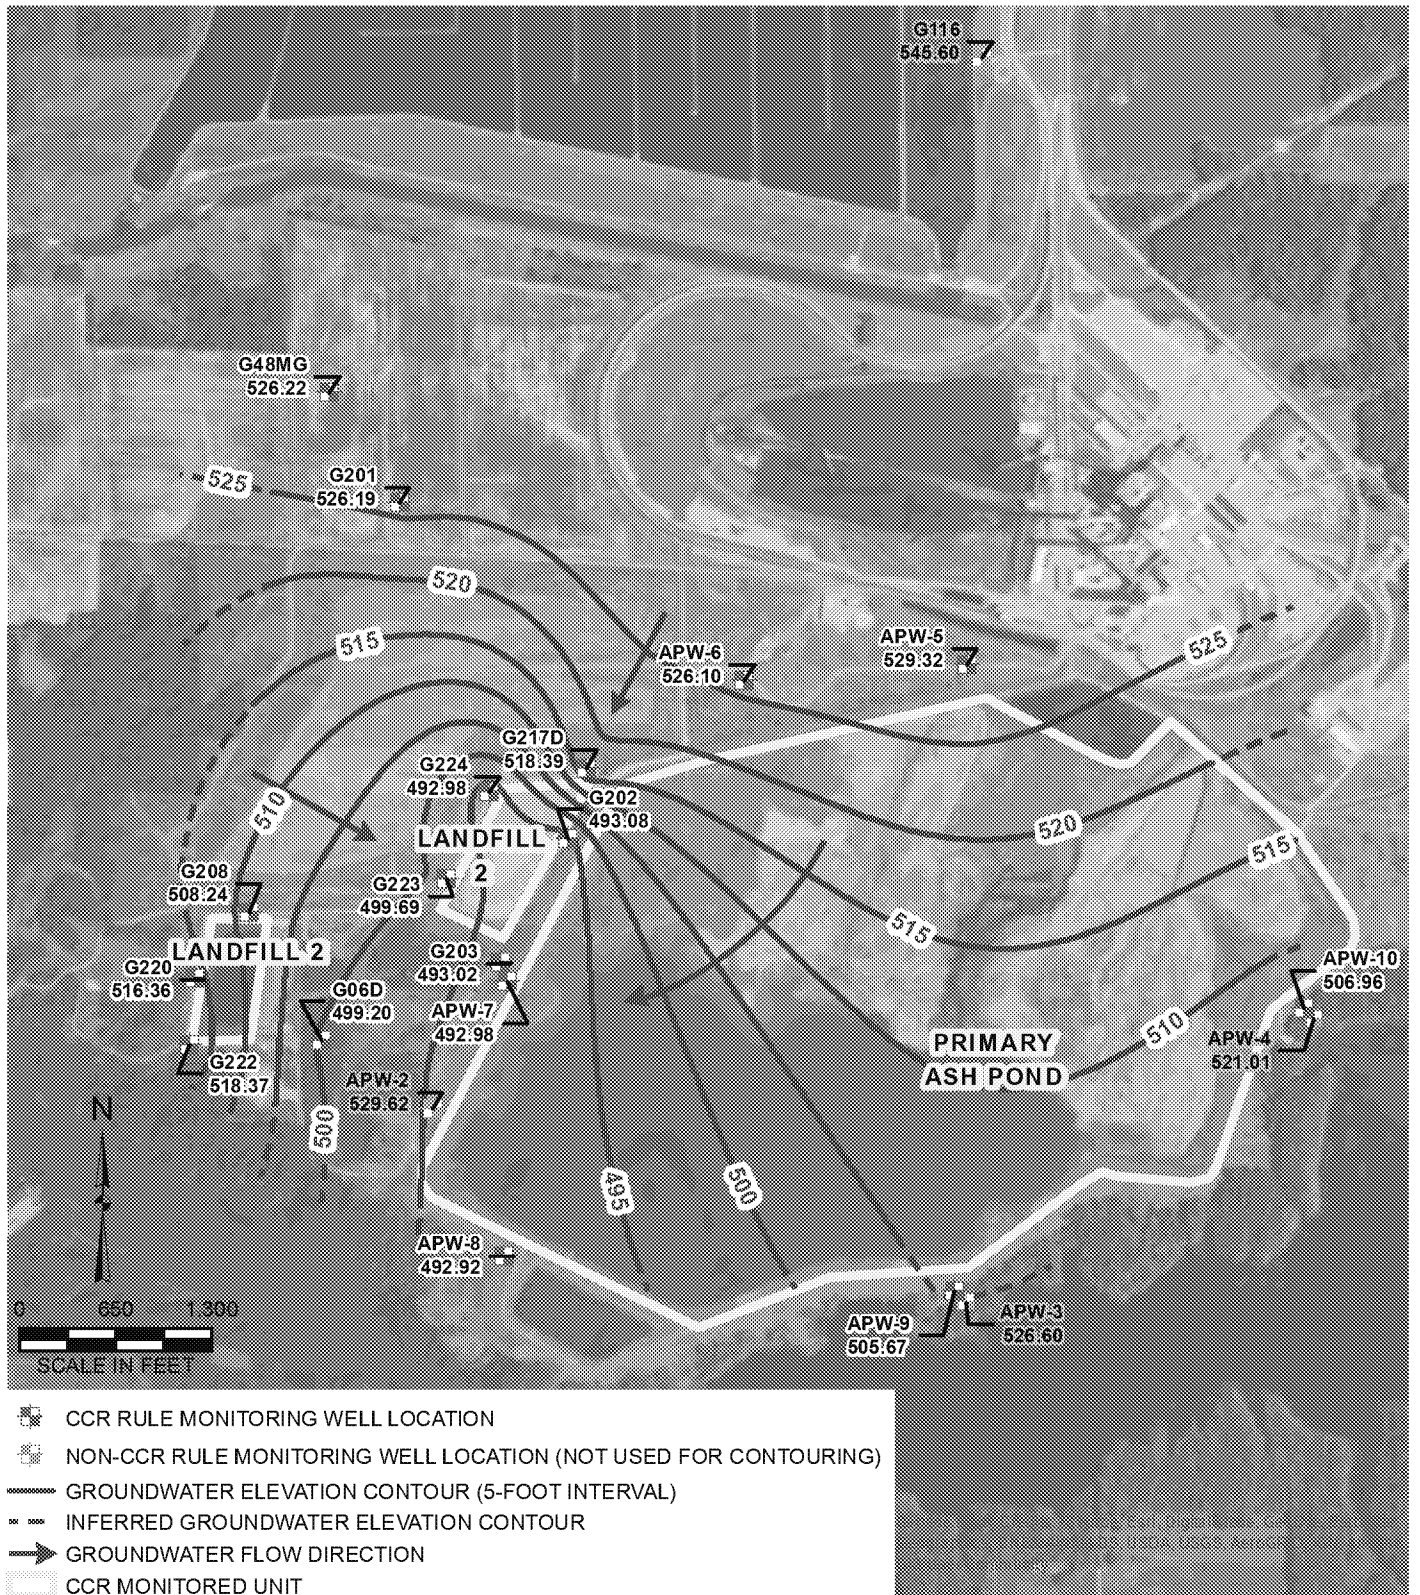 G116
545.60
G48MG
526.22
525
G201
526.19
520
515
APW-6
526.10
APW-5
529.32
525
G217D
518.39
G224
492.98
G202
493.08
510
LANDFILL
2
520
515
G208
508.24
G223
499.69
515
LANDFILL 2
G220
516.36
G203
493.02
APW-10
506.96
G06D
499.20
APW-7
492.98
PRIMARY
ASH POND
510
APW-4
521.01
G222
518.37
APW-2
529.62
N
500
495
500
APW-8
492.92
0 650 1,300
SCALE IN FEET
APW-9
505.67
APW-3
526.60
CCR RULE MONITORING WELL LOCATION
NON-CCR RULE MONITORING WELL LOCATION (NOT USED FOR CONTOURING)
GROUNDWATER ELEVATION CONTOUR (5-FOOT INTERVAL)
INFERRED GROUNDWATER ELEVATION CONTOUR
GROUNDWATER FLOW DIRECTION
CCR MONITORED UNIT